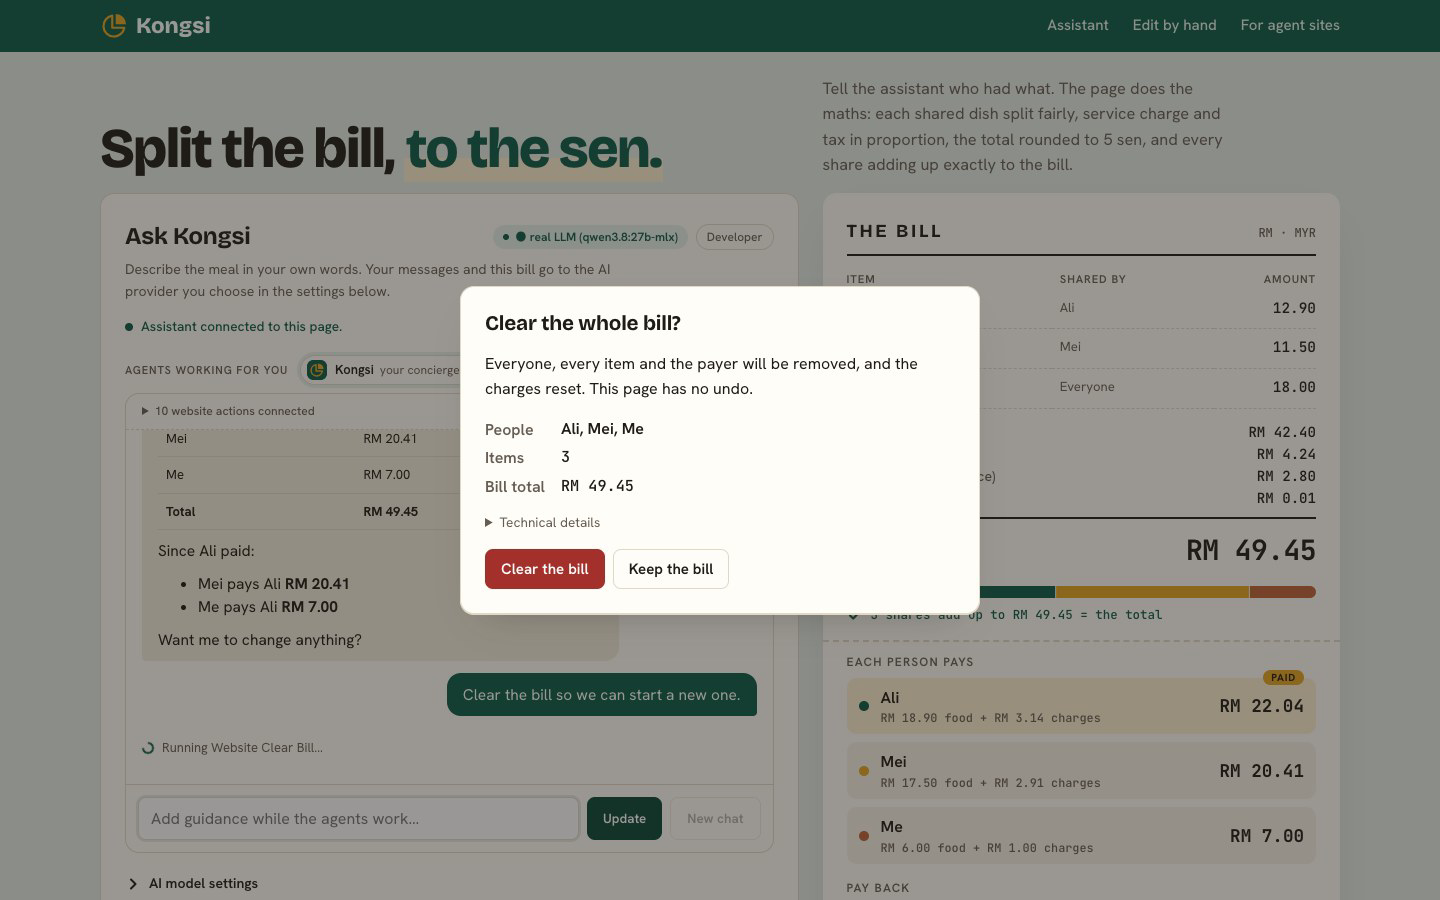 Kongsi
Assistant Edit by hand For agent sites
Split the bill, to the sen.
Tell the assistant who had what. The page does the
maths: each shared dish split fairly, service charge and
tax in proportion, the total rounded to 5 sen, and every
share adding up exactly to the bill.
Ask Kongsi
real LLM (qwen3.8:27b-mlx)
Developer
Describe the meal in your own words. Your messages and this bill go to the AI
provider you choose in the settings below.
Assistant connected to this page.
AGENTS WORKING FOR YOU
Kongsi your concierge
10 website actions connected
Mei RM 20.41
Me RM 7.00
Total RM 49.45
Since Ali paid:
Mei pays Ali RM 20.41
Me pays Ali RM 7.00
Want me to change anything?
Clear the bill so we can start a new one.
Running Website Clear Bill...
Add guidance while the agents work...
Update
New chat
AI model settings
Clear the whole bill?
Everyone, every item and the payer will be removed, and the
charges reset. This page has no undo.
People Ali, Mei, Me
Items 3
Bill total RM 49.45
Technical details
Clear the bill
Keep the bill
THE BILL
RM · MYR
ITEM SHARED BY AMOUNT
Ali 12.90
Mei 11.50
Everyone 18.00
RM 42.40
RM 4.24
RM 2.80
RM 0.01
RM 49.45
shares add up to RM 49.45 = the total
EACH PERSON PAYS
PAID
Ali
RM 18.90 food + RM 3.14 charges
RM 22.04
Mei
RM 17.50 food + RM 2.91 charges
RM 20.41
Me
RM 6.00 food + RM 1.00 charges
RM 7.00
PAY BACK